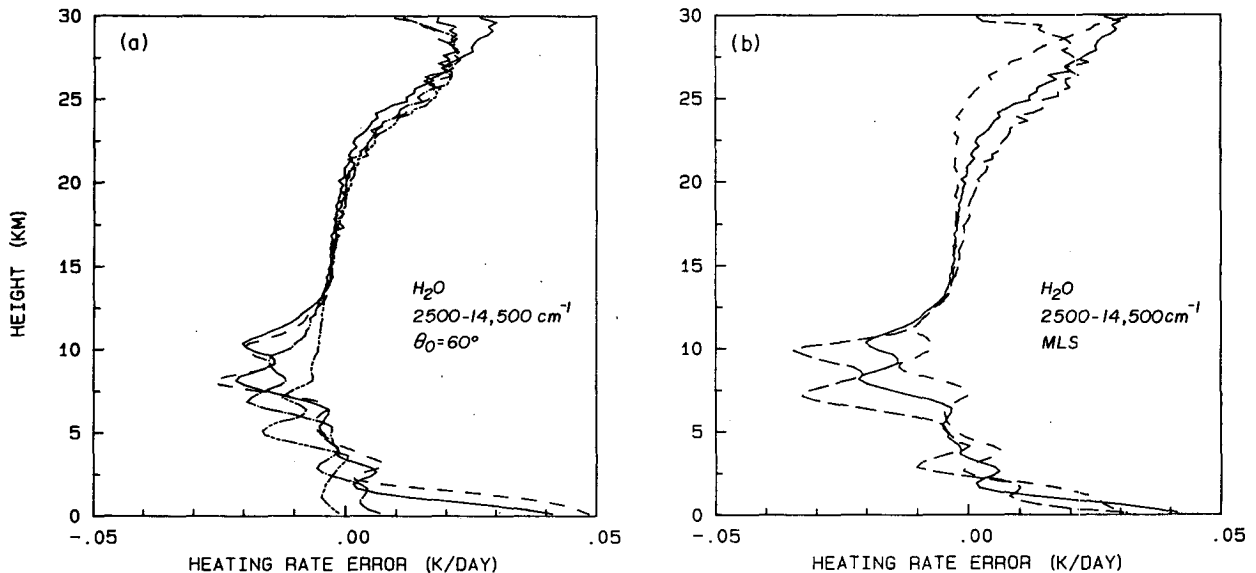 (a)
30
25
20
15
10
5
0
HEIGHT (KM)
H₂O
2500-14,500 cm⁻¹
θ₀=60°
-.05
.00
.05
HEATING RATE ERROR (K/DAY)
(b)
30
25
20
15
10
5
0
H₂O
2500-14,500 cm⁻¹
MLS
-.05
.00
.05
HEATING RATE ERROR (K/DAY)